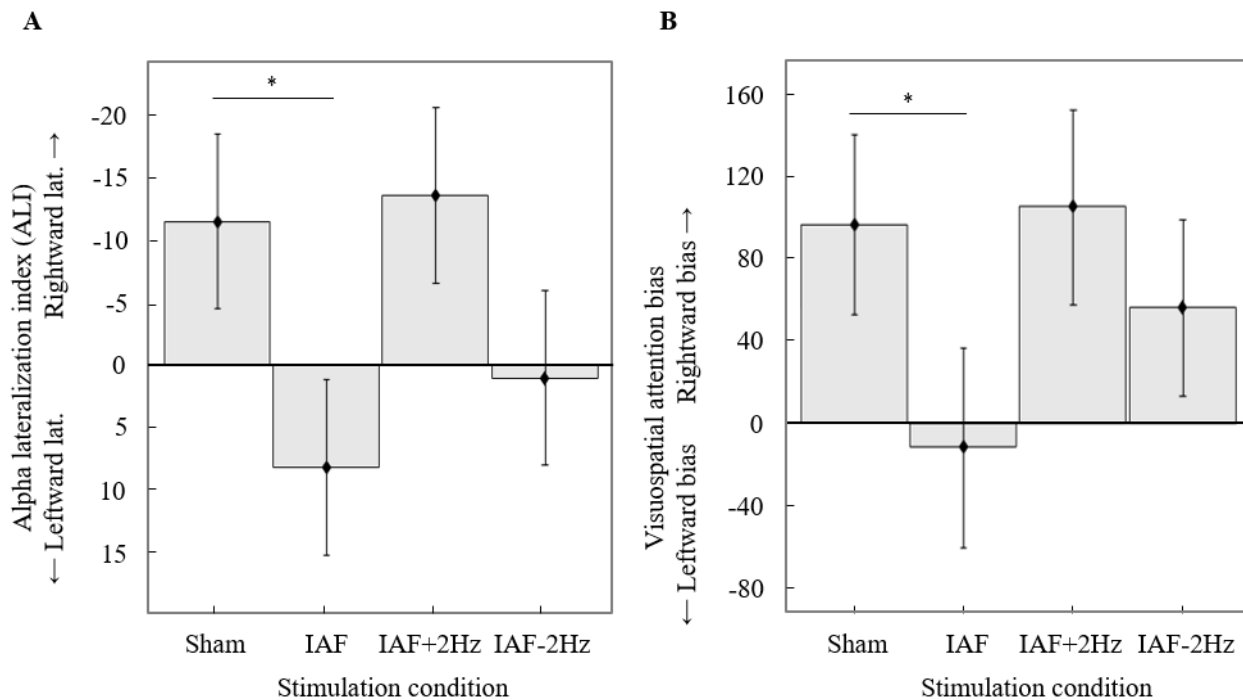 A
Alpha lateralization index (ALI)
← Leftward lat. Rightward lat. →
-20
-15
-10
-5
0
5
10
15
*
Sham IAF IAF+2Hz IAF-2Hz
Stimulation condition
B
Visuospatial attention bias
← Leftward bias Rightward bias →
160
120
80
40
0
-40
-80
*
Sham IAF IAF+2Hz IAF-2Hz
Stimulation condition